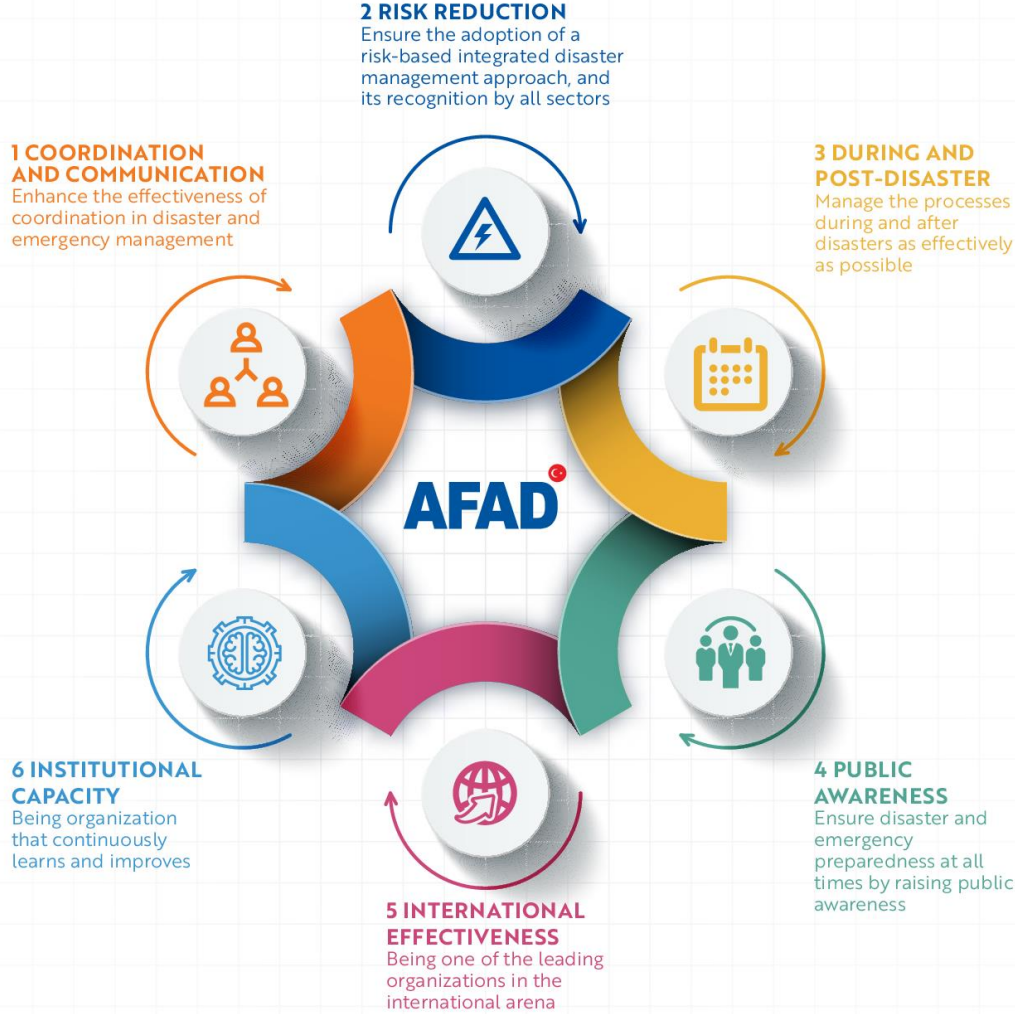 1 COORDINATION
AND COMMUNICATION
Enhance the effectiveness of
coordination in disaster and
emergency management
2 RISK REDUCTION
Ensure the adoption of a
risk-based integrated disaster
management approach, and
its recognition by all sectors
3 DURING AND
POST-DISASTER
Manage the processes
during and after
disasters as effectively
as possible
AFAD
4 PUBLIC
AWARENESS
Ensure disaster and
emergency
preparedness at all
times by raising public
awareness
5 INTERNATIONAL
EFFECTIVENESS
Being one of the leading
organizations in the
international arena
6 INSTITUTIONAL
CAPACITY
Being organization
that continuously
learns and improves